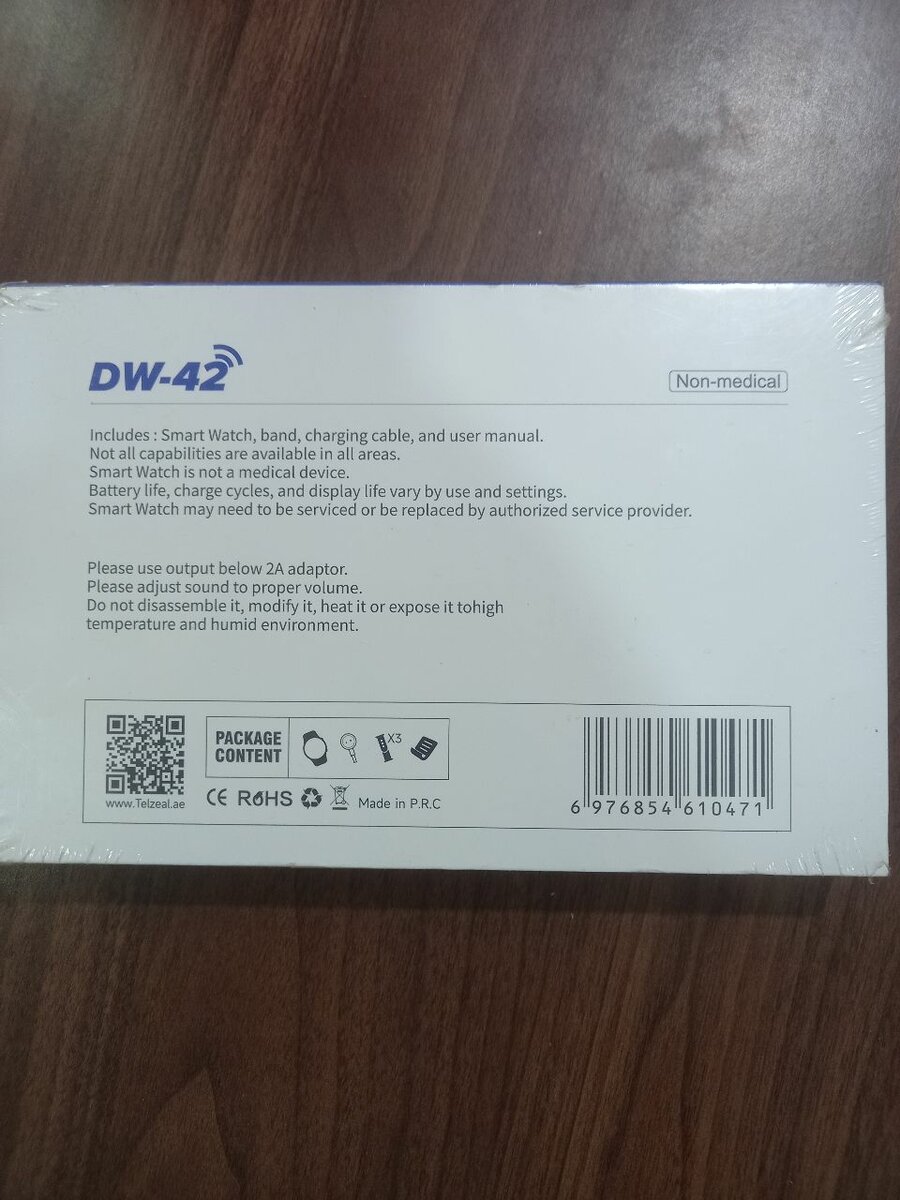 DW-42
Non-medical
Includes : Smart Watch, band, charging cable, and user manual.
Not all capabilities are available in all areas.
Smart Watch is not a medical device.
Battery life, charge cycles, and display life vary by use and settings.
Smart Watch may need to be serviced or be replaced by authorized service provider.
Please use output below 2A adaptor.
Please adjust sound to proper volume.
Do not disassemble it, modify it, heat it or expose it tohigh
temperature and humid environment.
PACKAGE
CONTENT
X3
www.Telzeal.ae
CE RoHS Made in P.R.C
6 976854 610471